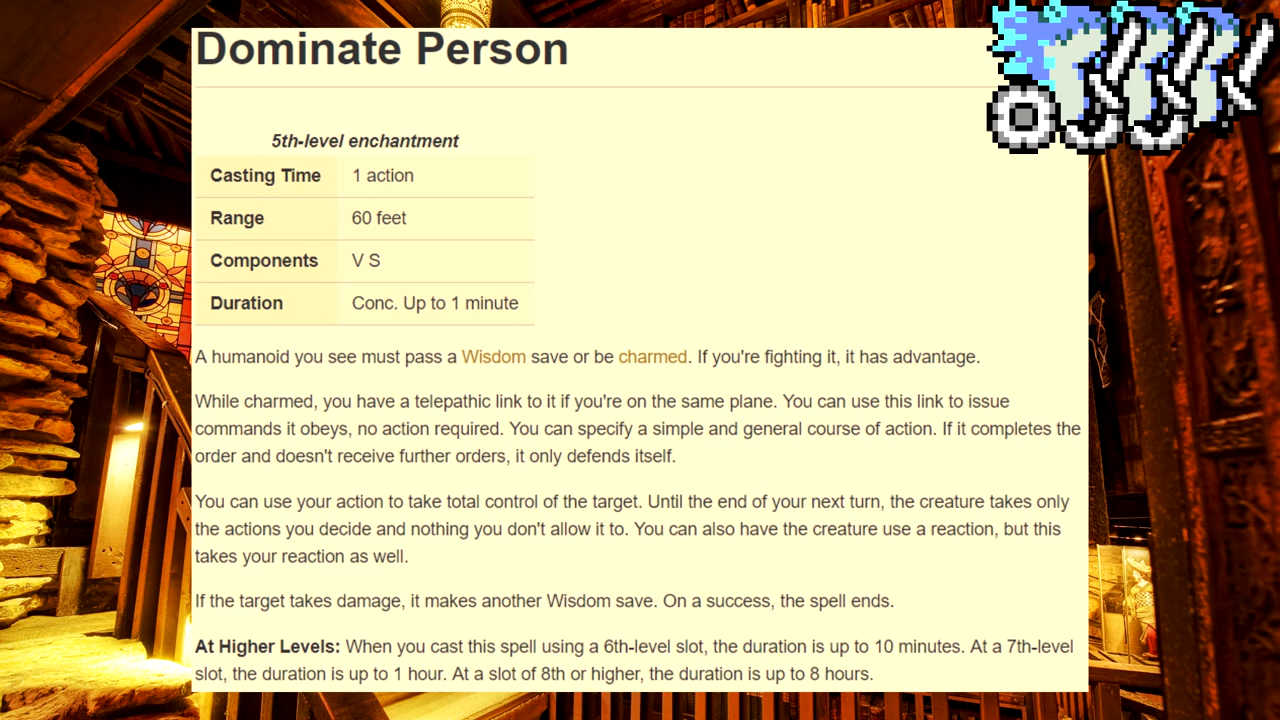 Dominate Person
5th-level enchantment
Casting Time 1 action
Range 60 feet
Components V S
Duration Conc. Up to 1 minute
A humanoid you see must pass a Wisdom save or be charmed. If you're fighting it, it has advantage.
While charmed, you have a telepathic link to it if you're on the same plane. You can use this link to issue
commands it obeys, no action required. You can specify a simple and general course of action. If it completes the
order and doesn't receive further orders, it only defends itself.
You can use your action to take total control of the target. Until the end of your next turn, the creature takes only
the actions you decide and nothing you don't allow it to. You can also have the creature use a reaction, but this
takes your reaction as well.
If the target takes damage, it makes another Wisdom save. On a success, the spell ends.
At Higher Levels: When you cast this spell using a 6th-level slot, the duration is up to 10 minutes. At a 7th-level
slot, the duration is up to 1 hour. At a slot of 8th or higher, the duration is up to 8 hours.